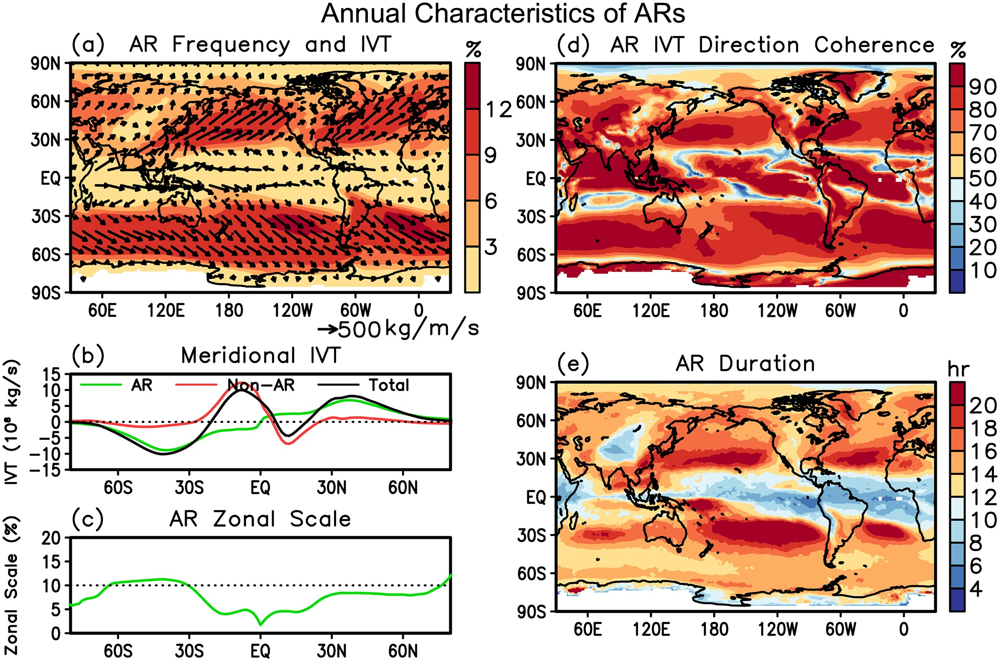 Annual Characteristics of ARs
(a) AR Frequency and IVT
%
90N
60N
30N
EQ
30S
60S
90S
60E 120E 180 120W 60W 0
12
9
6
3
→500kg/m/s
(b) Meridional IVT
IVT (10⁸ kg/s)
15
10
5
0
−5
−10
−15
AR Non−AR Total
60S 30S EQ 30N 60N
(c) AR Zonal Scale
Zonal Scale (%)
20
15
10
5
0
60S 30S EQ 30N 60N
(d) AR IVT Direction Coherence
%
90N
60N
30N
EQ
30S
60S
90S
60E 120E 180 120W 60W 0
90
80
70
60
50
40
30
20
10
(e) AR Duration
hr
90N
60N
30N
EQ
30S
60S
90S
60E 120E 180 120W 60W 0
20
18
16
14
12
10
8
6
4